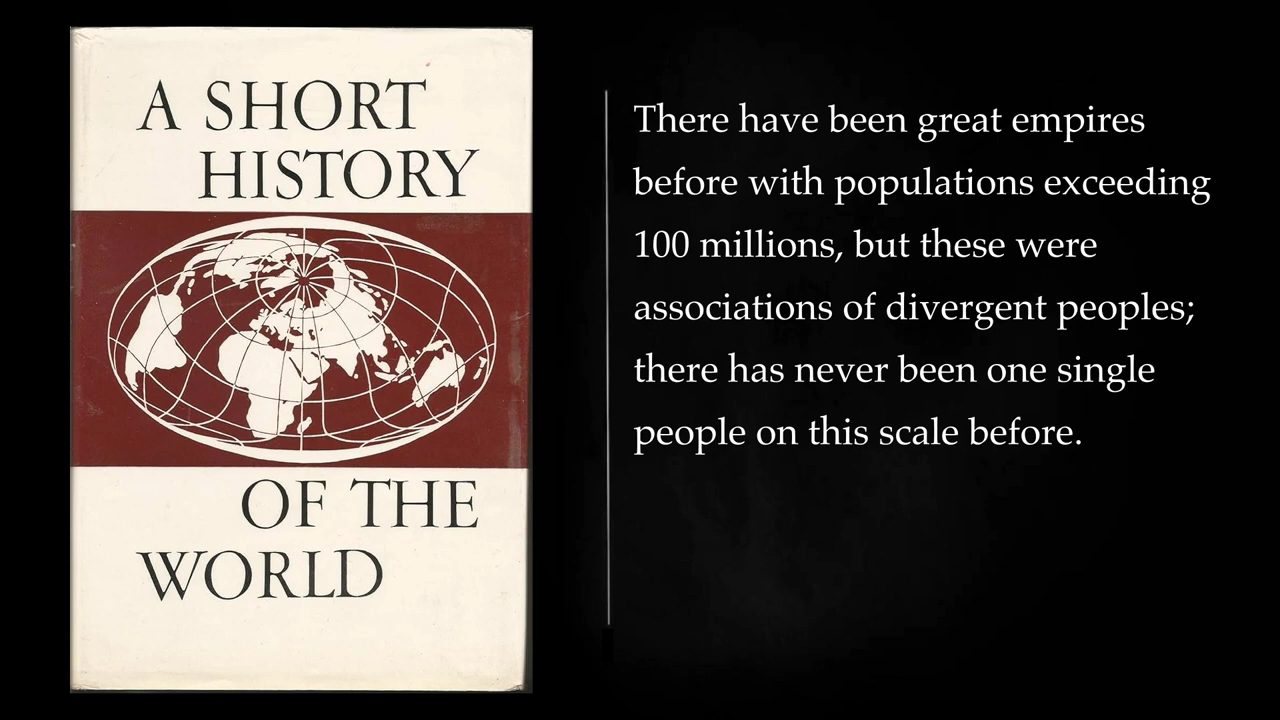 A SHORT
HISTORY
OF THE
WORLD
There have been great empires
before with populations exceeding
100 millions, but these were
associations of divergent peoples;
there has never been one single
people on this scale before.